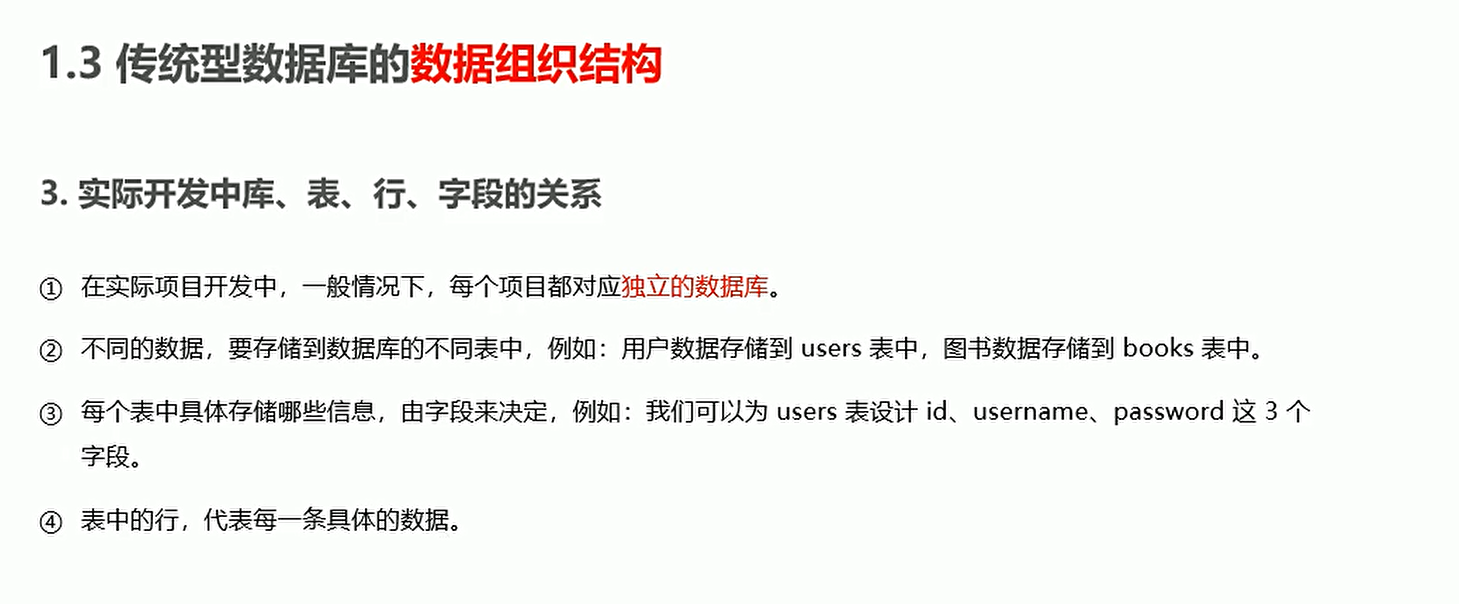 1.3 传统型数据库的数据组织结构
3. 实际开发中库、表、行、字段的关系
① 在实际项目开发中，一般情况下，每个项目都对应独立的数据库。
② 不同的数据，要存储到数据库的不同表中，例如：用户数据存储到 users 表中，图书数据存储到 books 表中。
③ 每个表中具体存储哪些信息，由字段来决定，例如：我们可以为 users 表设计 id、username、password 这 3 个
字段。
④ 表中的行，代表每一条具体的数据。